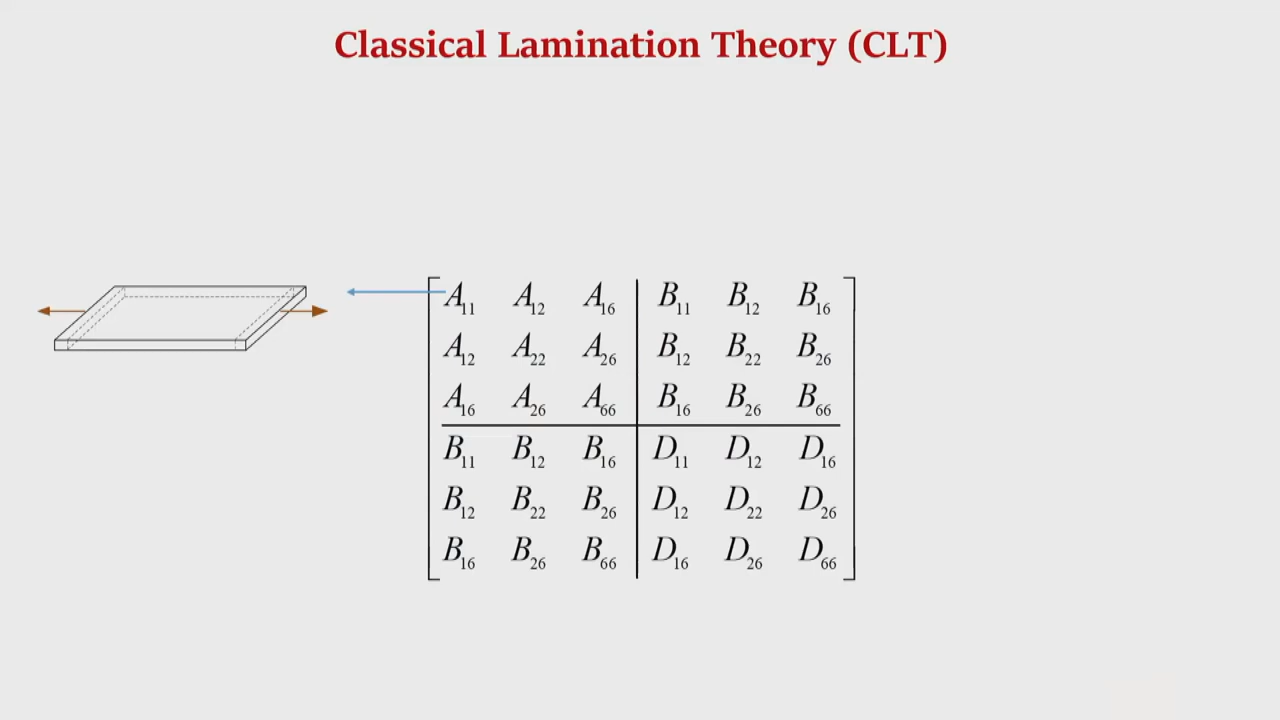 Classical Lamination Theory (CLT)
A11 A12 A16 B11 B12 B16
A12 A22 A26 B12 B22 B26
A16 A26 A66 B16 B26 B66
B11 B12 B16 D11 D12 D16
B12 B22 B26 D12 D22 D26
B16 B26 B66 D16 D26 D66